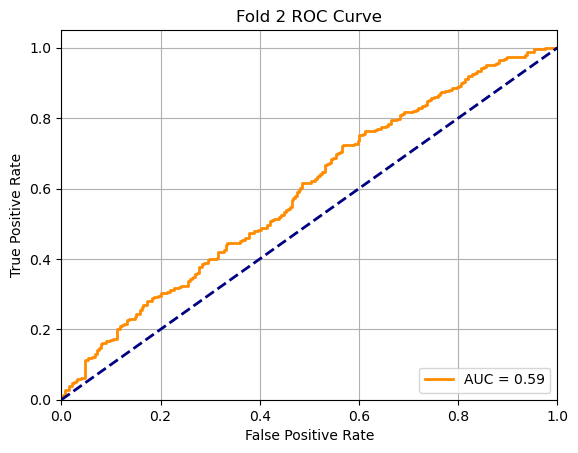 Fold 2 ROC Curve
True Positive Rate
1.0
0.8
0.6
0.4
0.2
0.0
AUC = 0.59
0.0 0.2 0.4 0.6 0.8 1.0
False Positive Rate